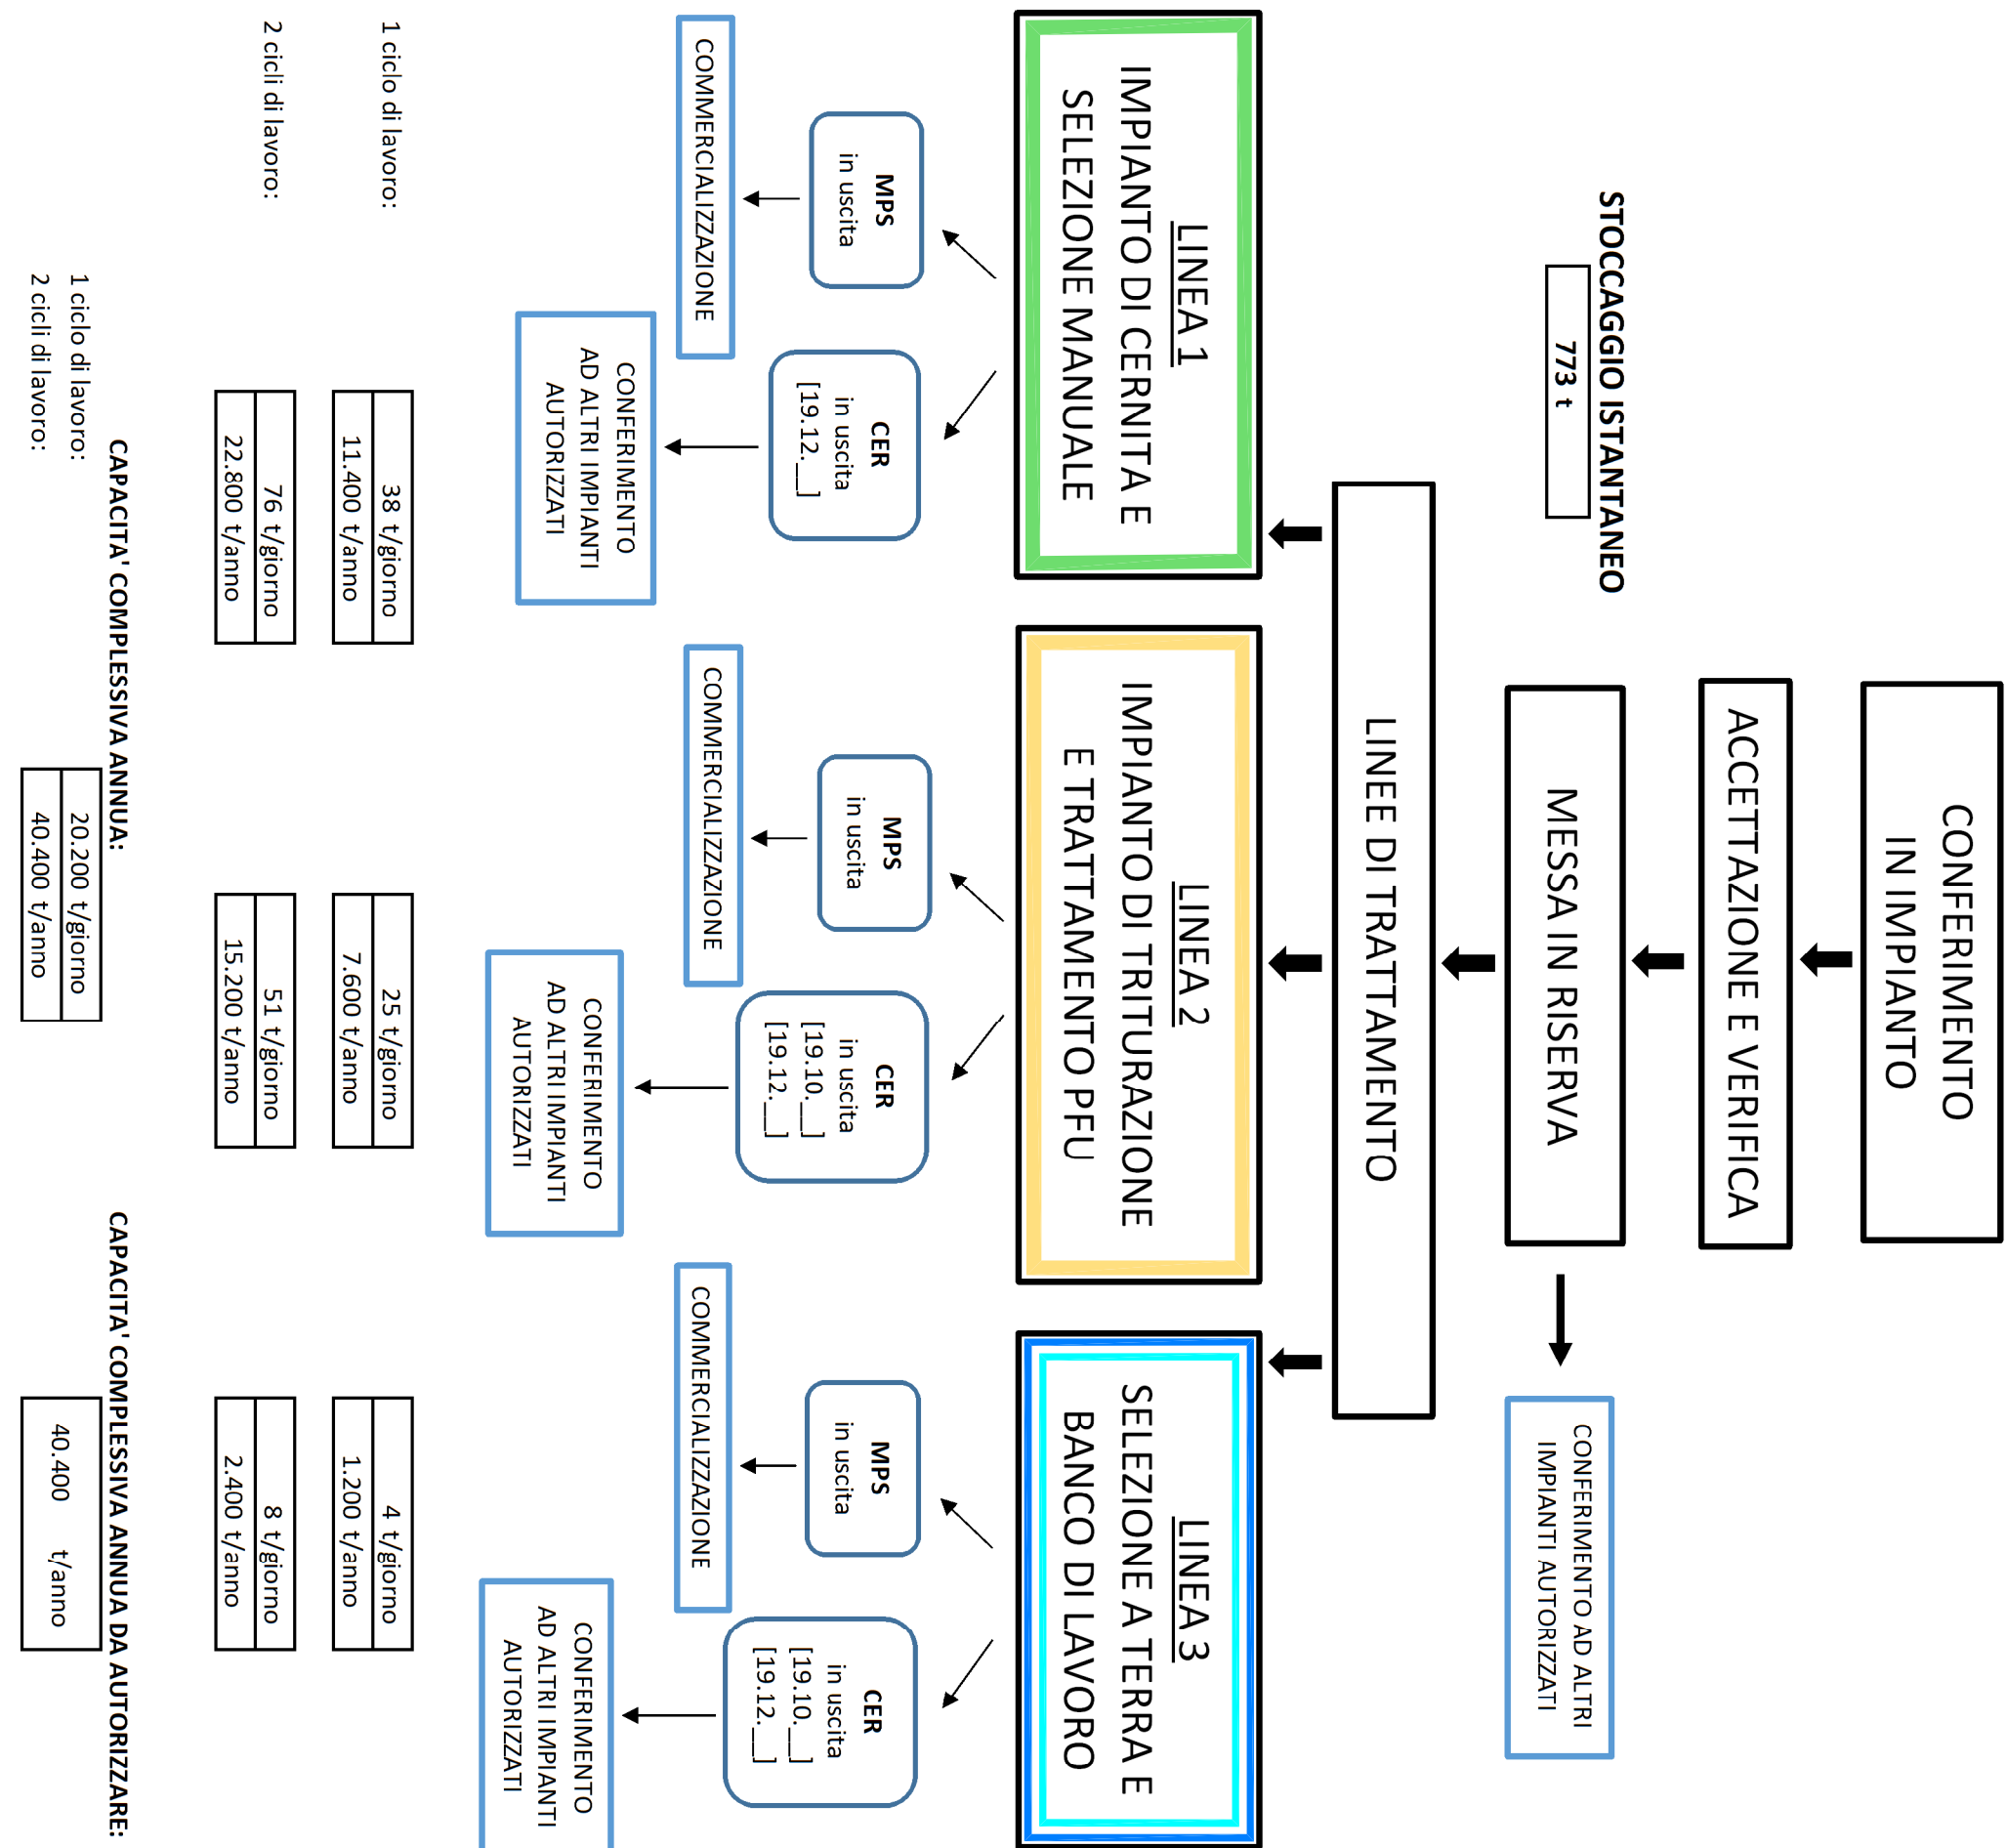 CONFERIMENTO
IN IMPIANTO
ACCETTAZIONE E VERIFICA
STOCCAGGIO ISTANTANEO
773 t
MESSA IN RISERVA
CONFERIMENTO AD ALTRI
IMPIANTI AUTORIZZATI
LINEE DI TRATTAMENTO
LINEA 1
IMPIANTO DI CERNITA E
SELEZIONE MANUALE
LINEA 2
IMPIANTO DI TRITURAZIONE
E TRATTAMENTO PFU
LINEA 3
SELEZIONE A TERRA E
BANCO DI LAVORO
MPS
in uscita
CER
in uscita
[19.12.__]
MPS
in uscita
CER
in uscita
[19.10.__]
[19.12.__]
MPS
in uscita
CER
in uscita
[19.10.__]
[19.12.__]
COMMERCIALIZZAZIONE
CONFERIMENTO
AD ALTRI IMPIANTI
AUTORIZZATI
COMMERCIALIZZAZIONE
CONFERIMENTO
AD ALTRI IMPIANTI
AUTORIZZATI
COMMERCIALIZZAZIONE
CONFERIMENTO
AD ALTRI IMPIANTI
AUTORIZZATI
1 ciclo di lavoro:
38 t/giorno
11.400 t/anno
25 t/giorno
7.600 t/anno
4 t/giorno
1.200 t/anno
2 cicli di lavoro:
76 t/giorno
22.800 t/anno
51 t/giorno
15.200 t/anno
8 t/giorno
2.400 t/anno
CAPACITA' COMPLESSIVA ANNUA:
1 ciclo di lavoro:
20.200 t/giorno
2 cicli di lavoro:
40.400 t/anno
CAPACITA' COMPLESSIVA ANNUA DA AUTORIZZARE:
40.400 t/anno